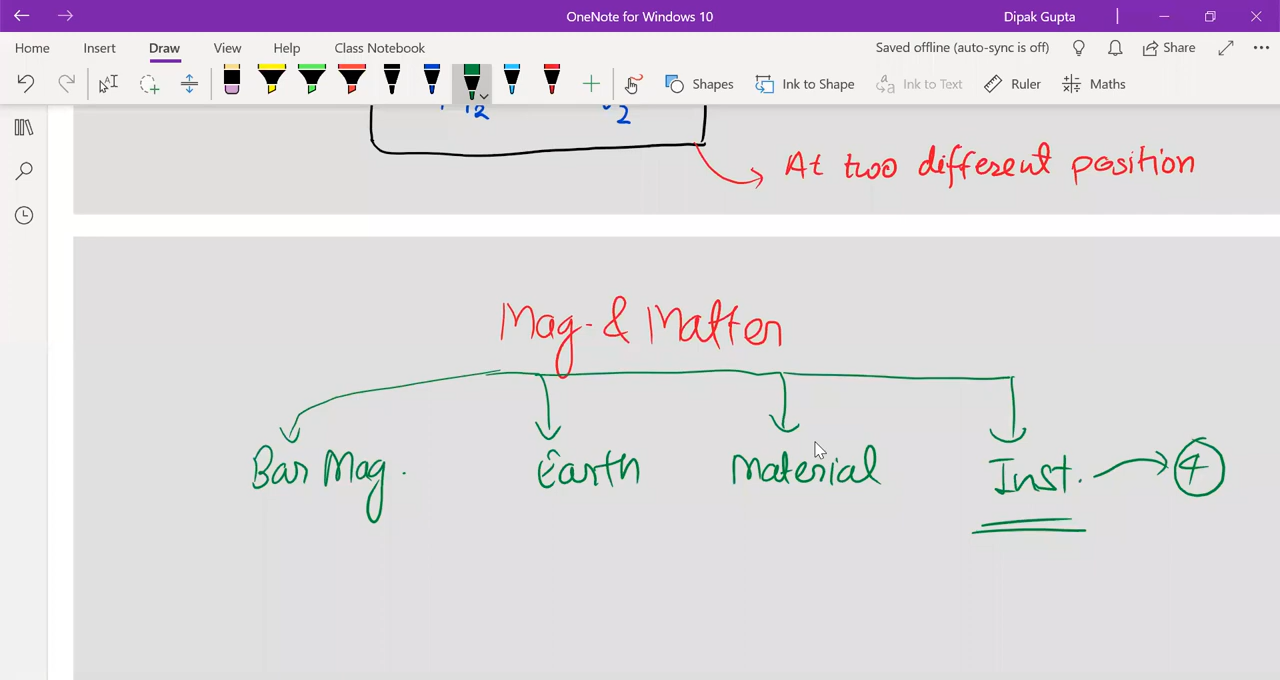 OneNote for Windows 10
Dipak Gupta
Home Insert Draw View Help Class Notebook
Saved offline (auto-sync is off)
Share
Shapes Ink to Shape Ink to Text Ruler Maths
2
At two different position
Mag. & Matter
Bar Mag. Earth Material Inst. 4